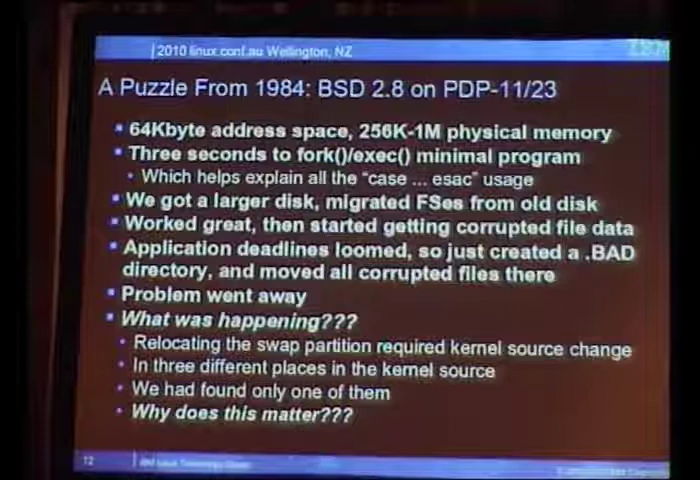 2010 linux.conf.au Wellington, NZ
IBM
A Puzzle From 1984: BSD 2.8 on PDP-11/23
64Kbyte address space, 256K-1M physical memory
Three seconds to fork()/exec() minimal program
Which helps explain all the "case ... esac" usage
We got a larger disk, migrated FSes from old disk
Worked great, then started getting corrupted file data
Application deadlines loomed, so just created a .BAD
directory, and moved all corrupted files there
Problem went away
What was happening???
Relocating the swap partition required kernel source change
In three different places in the kernel source
We had found only one of them
Why does this matter???
12